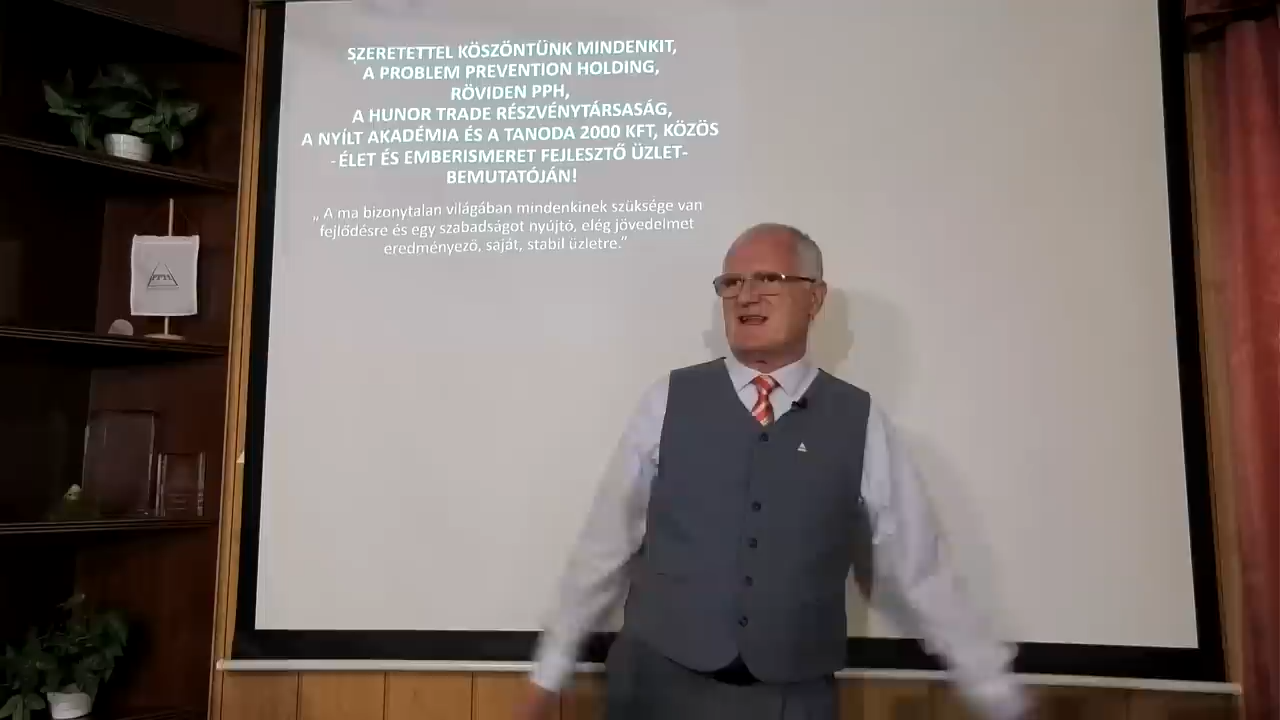 SZERETETTEL KÖSZÖNTÜNK MINDENKIT,
A PROBLEM PREVENTION HOLDING,
RÖVIDEN PPH,
A HUNOR TRADE RÉSZVÉNYTÁRSASÁG,
A NYÍLT AKADÉMIA ÉS A TANODA 2000 KFT, KÖZÖS
- ÉLET ÉS EMBERISMERET FEJLESZTŐ ÜZLET-
BEMUTATÓJÁN!
„ A ma bizonytalan világában mindenkinek szüksége van
fejlődésre és egy szabadságot nyújtó, elég jövedelmet
eredményező, saját, stabil üzletre.”